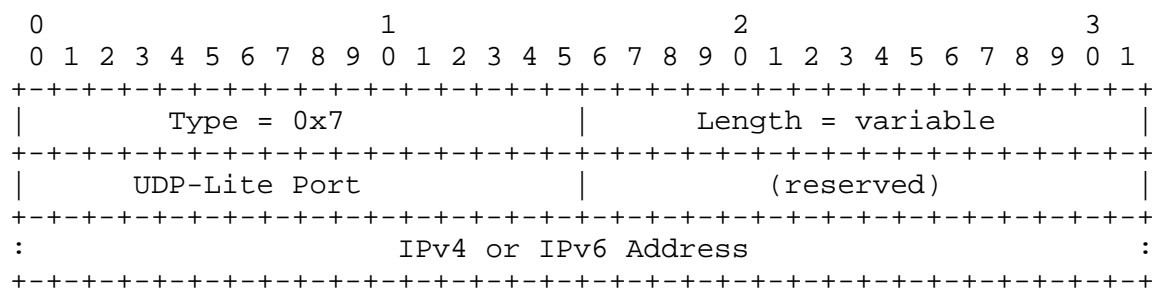 0                   1                   2                   3
 0 1 2 3 4 5 6 7 8 9 0 1 2 3 4 5 6 7 8 9 0 1 2 3 4 5 6 7 8 9 0 1
+-+-+-+-+-+-+-+-+-+-+-+-+-+-+-+-+-+-+-+-+-+-+-+-+-+-+-+-+-+-+-+-+
|        Type = 0x7             |      Length = variable        |
+-+-+-+-+-+-+-+-+-+-+-+-+-+-+-+-+-+-+-+-+-+-+-+-+-+-+-+-+-+-+-+-+
|      UDP-Lite Port            |          (reserved)           |
+-+-+-+-+-+-+-+-+-+-+-+-+-+-+-+-+-+-+-+-+-+-+-+-+-+-+-+-+-+-+-+-+
:                     IPv4 or IPv6 Address                      :
+-+-+-+-+-+-+-+-+-+-+-+-+-+-+-+-+-+-+-+-+-+-+-+-+-+-+-+-+-+-+-+-+